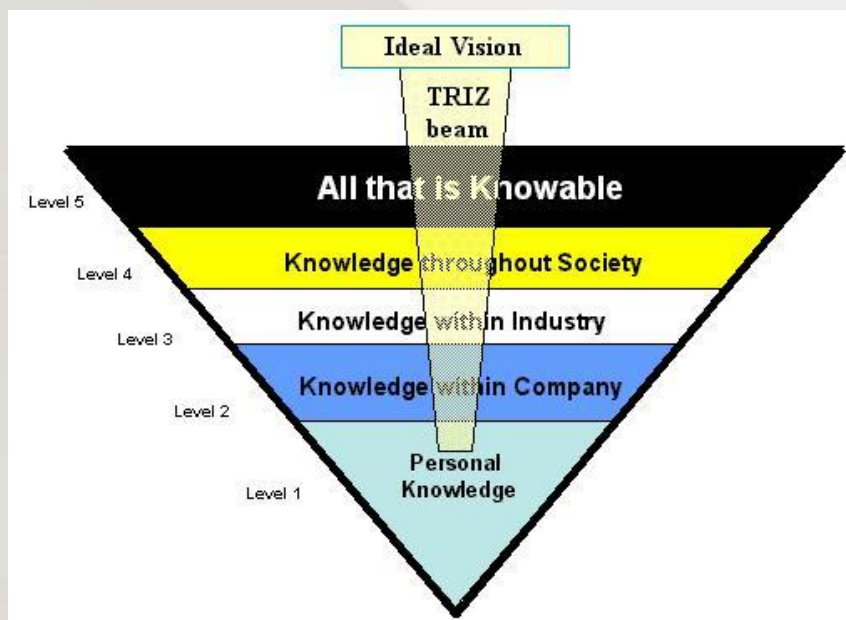 Ideal Vision
TRIZ
beam
All that is Knowable
Level 5
Knowledge throughout Society
Level 4
Knowledge within Industry
Level 3
Knowledge within Company
Level 2
Personal
Knowledge
Level 1